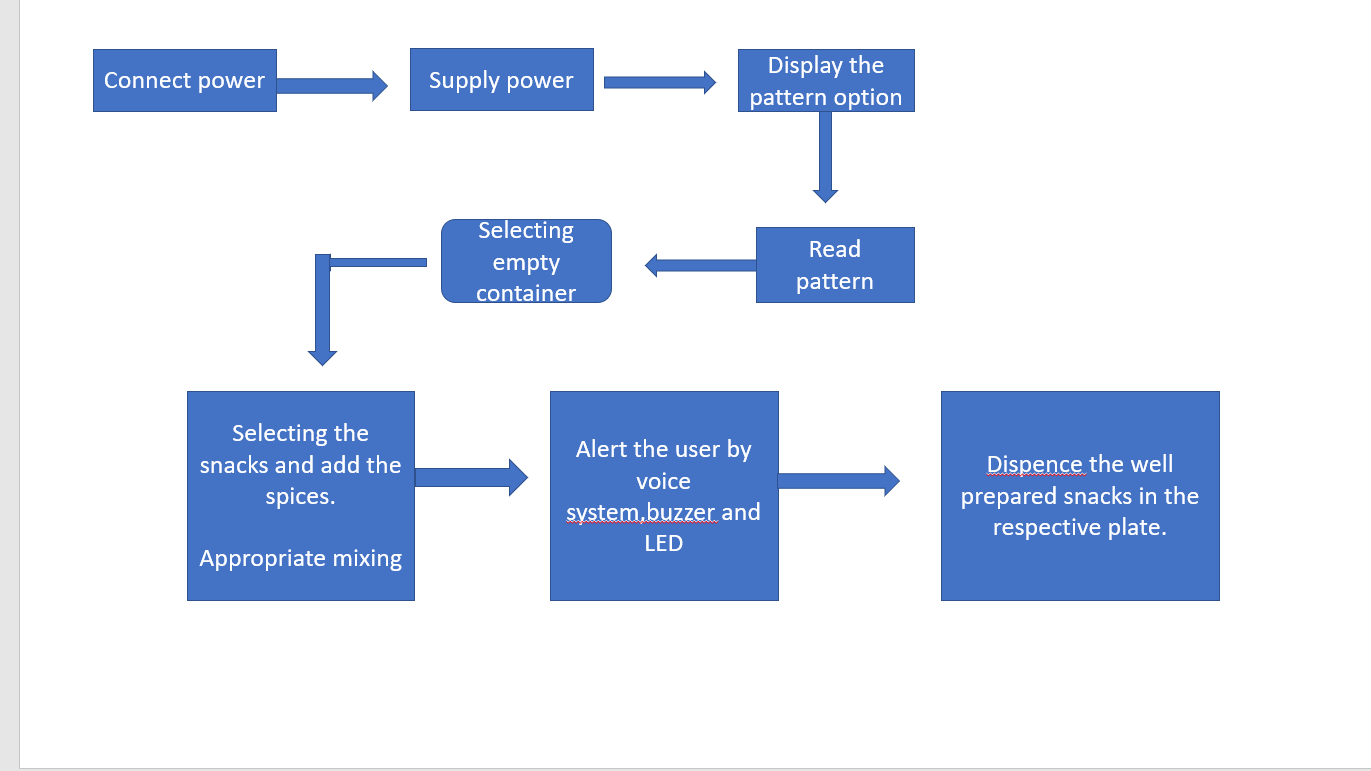 Connect power
Supply power
Display the
pattern option
Read
pattern
Selecting
empty
container
Selecting the
snacks and add the
spices.
Appropriate mixing
Alert the user by
voice
system,buzzer and
LED
Dispence the well
prepared snacks in the
respective plate.